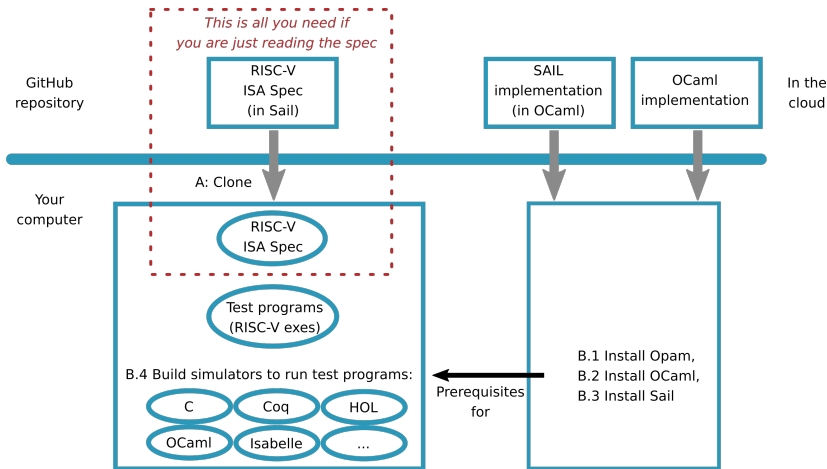 This is all you need if
you are just reading the spec
GitHub
repository
RISC-V
ISA Spec
(in Sail)
SAIL
implementation
(in OCaml)
OCaml
implementation
In the
cloud
A: Clone
Your
computer
RISC-V
ISA Spec
Test programs
(RISC-V exes)
B.4 Build simulators to run test programs:
C
Coq
HOL
OCaml
Isabelle
...
Prerequisites
for
B.1 Install Opam,
B.2 Install OCaml,
B.3 Install Sail